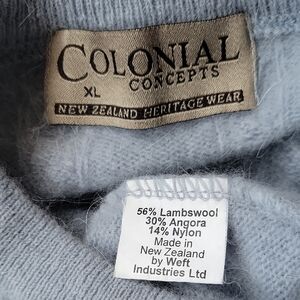 COLONIAL
CONCEPTS
XL
NEW ZEALAND HERITAGE WEAR
56% Lambswool
30% Angora
14% Nylon
Made in
New Zealand
by Weft
Industries Ltd